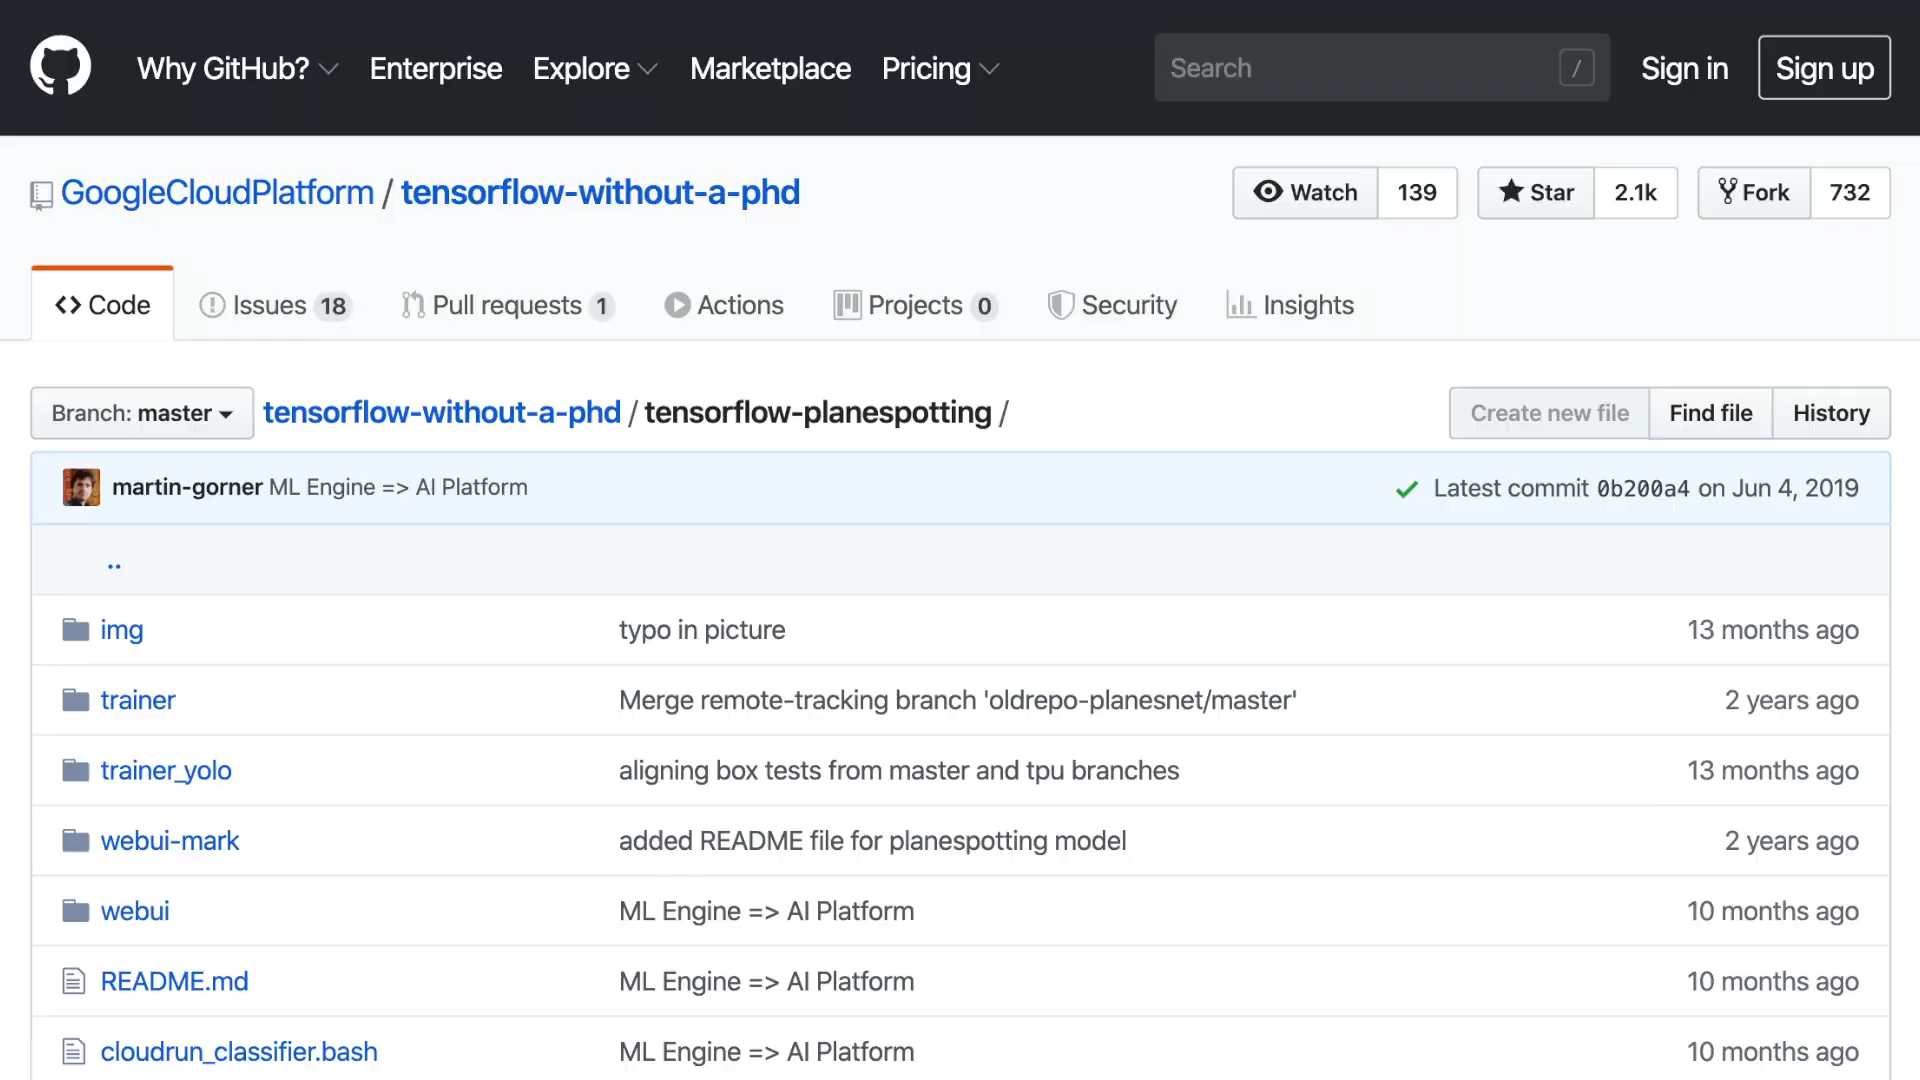 Why GitHub? Enterprise Explore Marketplace Pricing Search / Sign in Sign up
GoogleCloudPlatform / tensorflow-without-a-phd Watch 139 Star 2.1k Fork 732
Code Issues 18 Pull requests 1 Actions Projects 0 Security Insights
Branch: master tensorflow-without-a-phd / tensorflow-planespotting / Create new file Find file History
martin-gorner ML Engine => AI Platform Latest commit 0b200a4 on Jun 4, 2019
..
img typo in picture 13 months ago
trainer Merge remote-tracking branch 'oldrepo-planesnet/master' 2 years ago
trainer_yolo aligning box tests from master and tpu branches 13 months ago
webui-mark added README file for planespotting model 2 years ago
webui ML Engine => AI Platform 10 months ago
README.md ML Engine => AI Platform 10 months ago
cloudrun_classifier.bash ML Engine => AI Platform 10 months ago